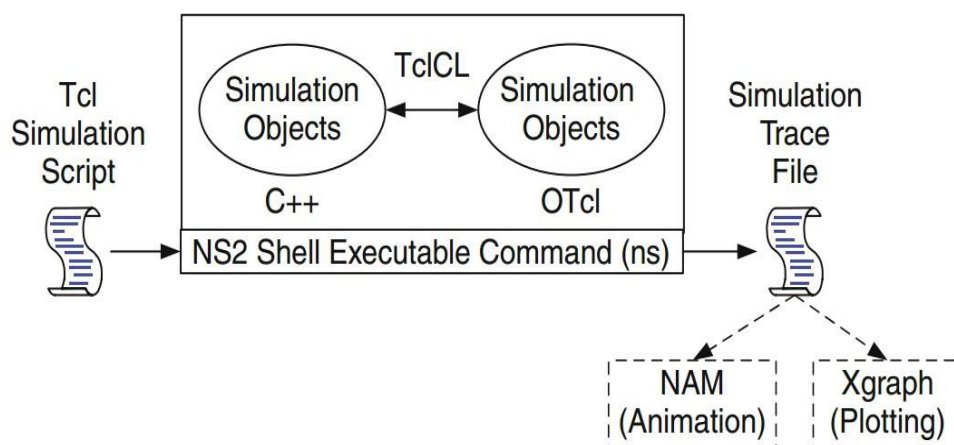 Tcl
Simulation
Script
Simulation
Objects
C++
TclCL
Simulation
Objects
OTcl
NS2 Shell Executable Command (ns)
Simulation
Trace
File
NAM
(Animation)
Xgraph
(Plotting)